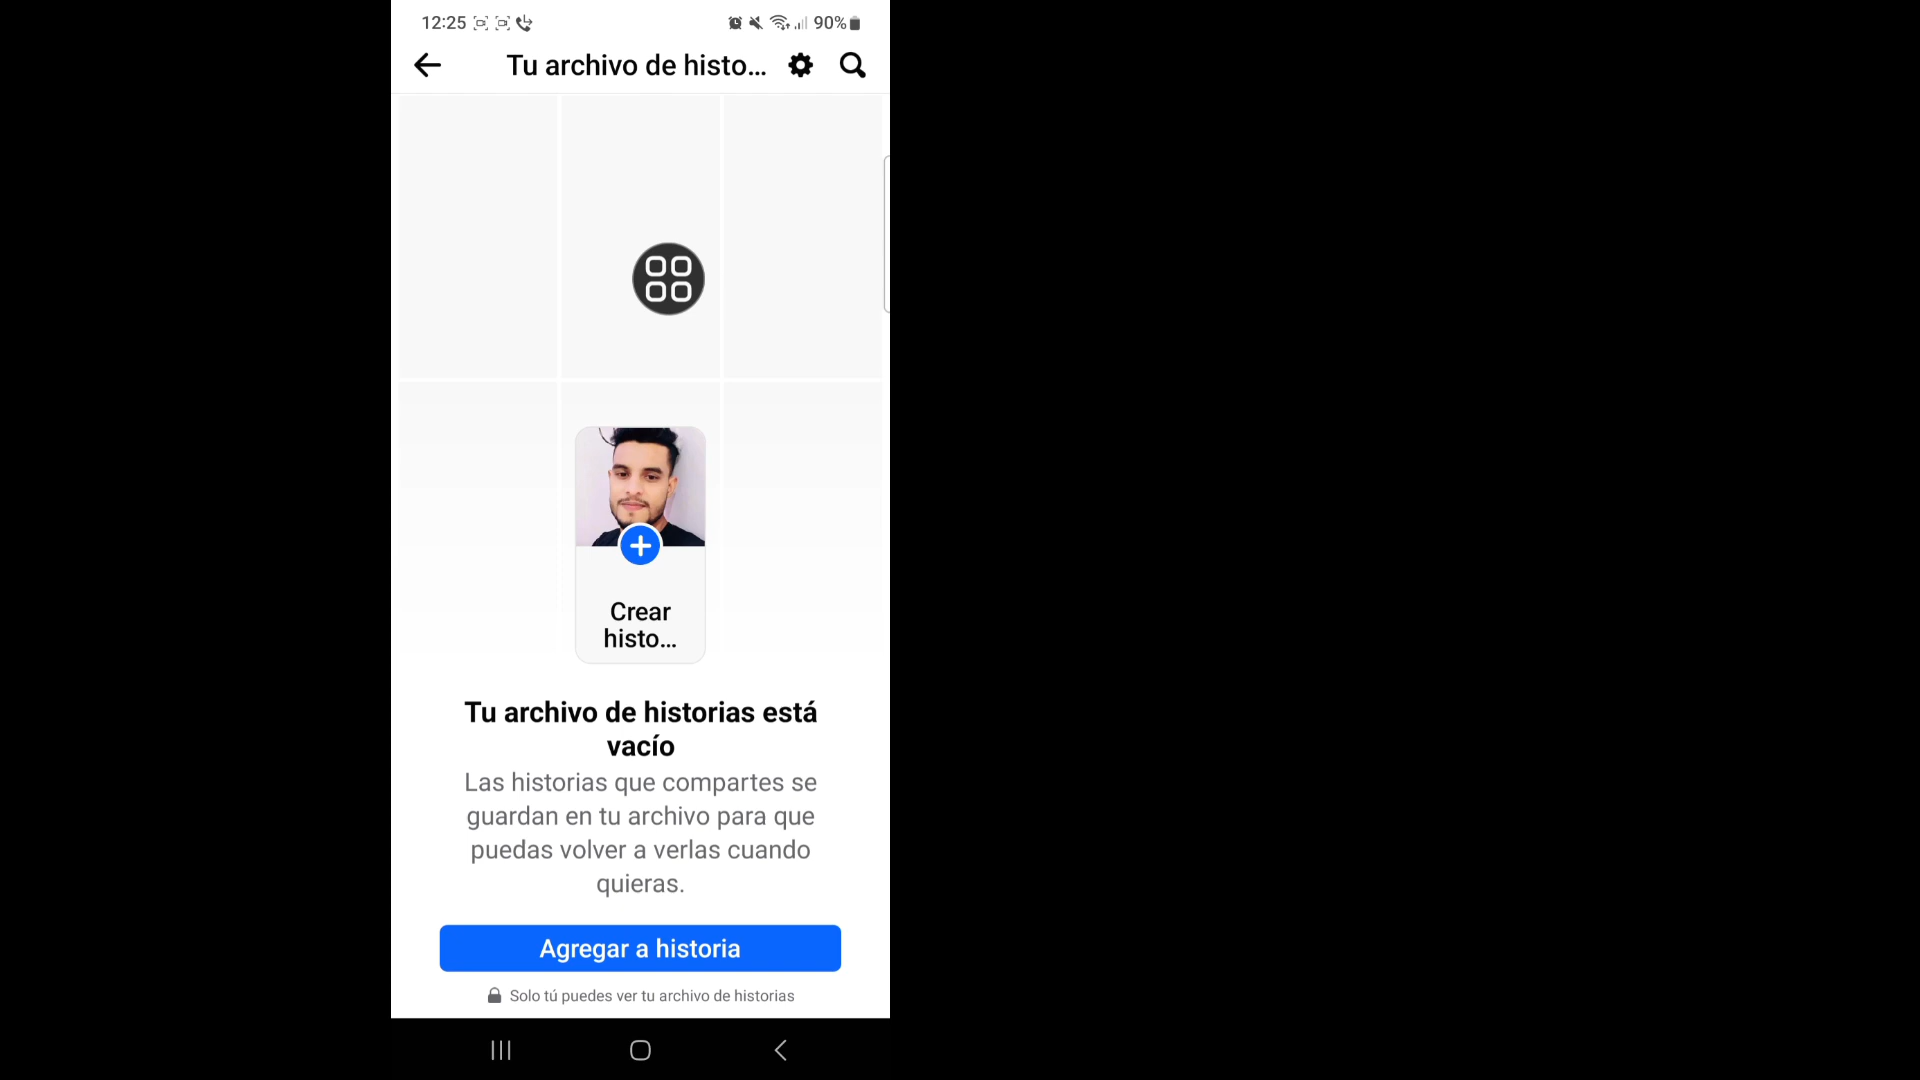 12:25
90%
Tu archivo de histo...
Crear
histo...
Tu archivo de historias está
vacío
Las historias que compartes se
guardan en tu archivo para que
puedas volver a verlas cuando
quieras.
Agregar a historia
Solo tú puedes ver tu archivo de historias